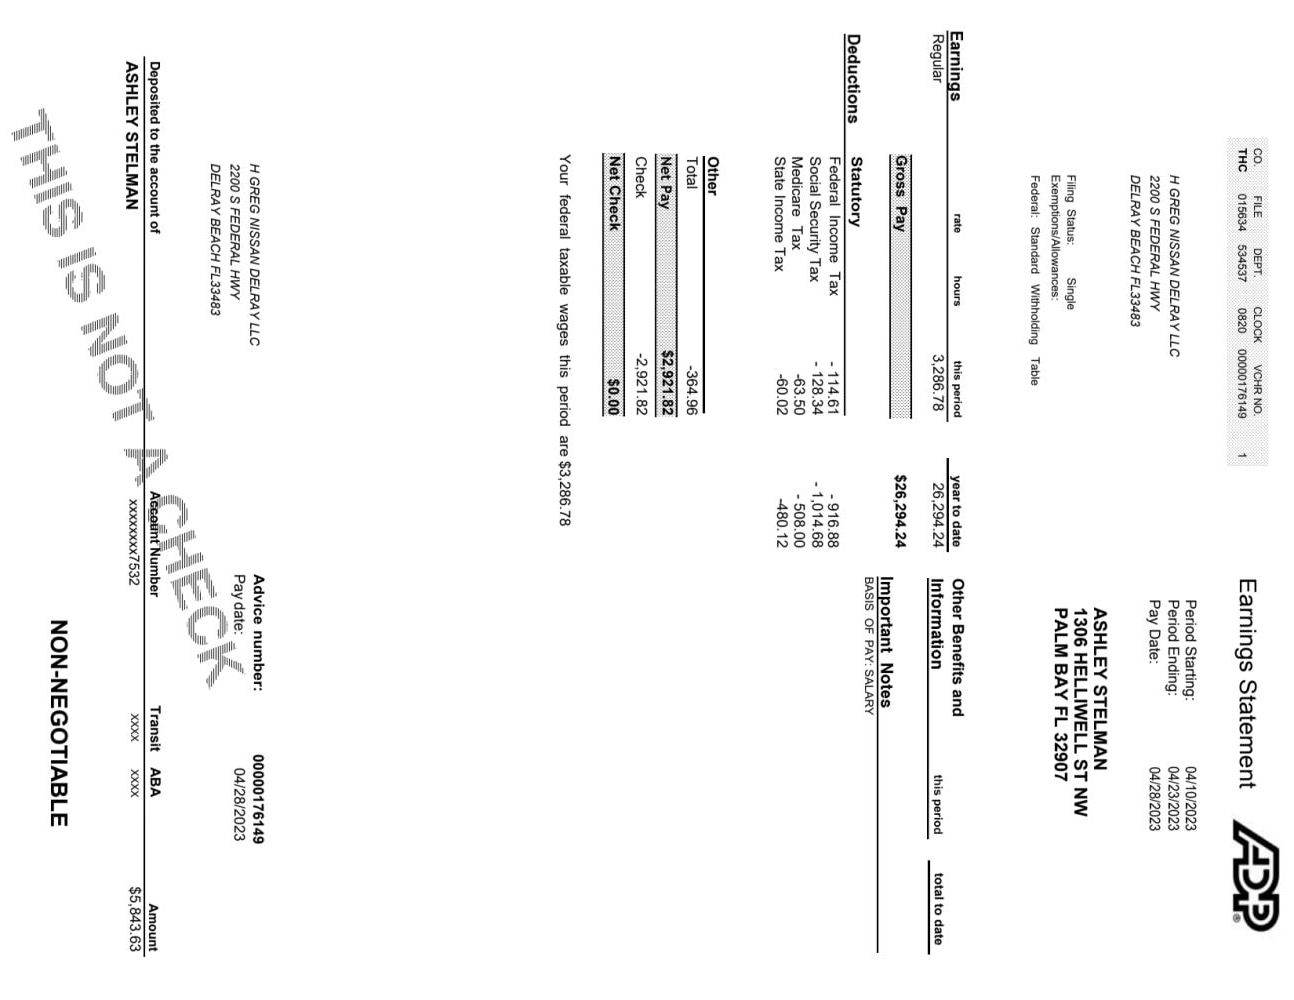 CO. FILE DEPT. CLOCK VCHR NO.
THC 015634 534537 0820 00000176149 1
H GREG NISSAN DELRAY LLC
2200 S FEDERAL HWY
DELRAY BEACH FL33483
Filing Status: Single
Exemptions/Allowances:
Federal: Standard Withholding Table
Earnings Statement
ADP®
Period Starting: 04/10/2023
Period Ending: 04/23/2023
Pay Date: 04/28/2023
ASHLEY STELMAN
1306 HELLIWELL ST NW
PALM BAY FL 32907
Earnings rate hours this period year to date
Regular 3,286.78 26,294.24
Gross Pay $26,294.24
Deductions Statutory
Federal Income Tax - 114.61 - 916.88
Social Security Tax - 128.34 - 1,014.68
Medicare Tax -63.50 - 508.00
State Income Tax -60.02 -480.12
Other
Total -364.96
Net Pay $2,921.82
Check -2,921.82
Net Check $0.00
Your federal taxable wages this period are $3,286.78
Other Benefits and
Information this period total to date
Important Notes
BASIS OF PAY: SALARY
H GREG NISSAN DELRAY LLC
2200 S FEDERAL HWY
DELRAY BEACH FL33483
Advice number: 00000176149
Pay date: 04/28/2023
Deposited to the account of Account Number Transit ABA Amount
ASHLEY STELMAN xxxxxxxxx7532 xxxx xxxx $5,843.63
THIS IS NOT A CHECK
NON-NEGOTIABLE